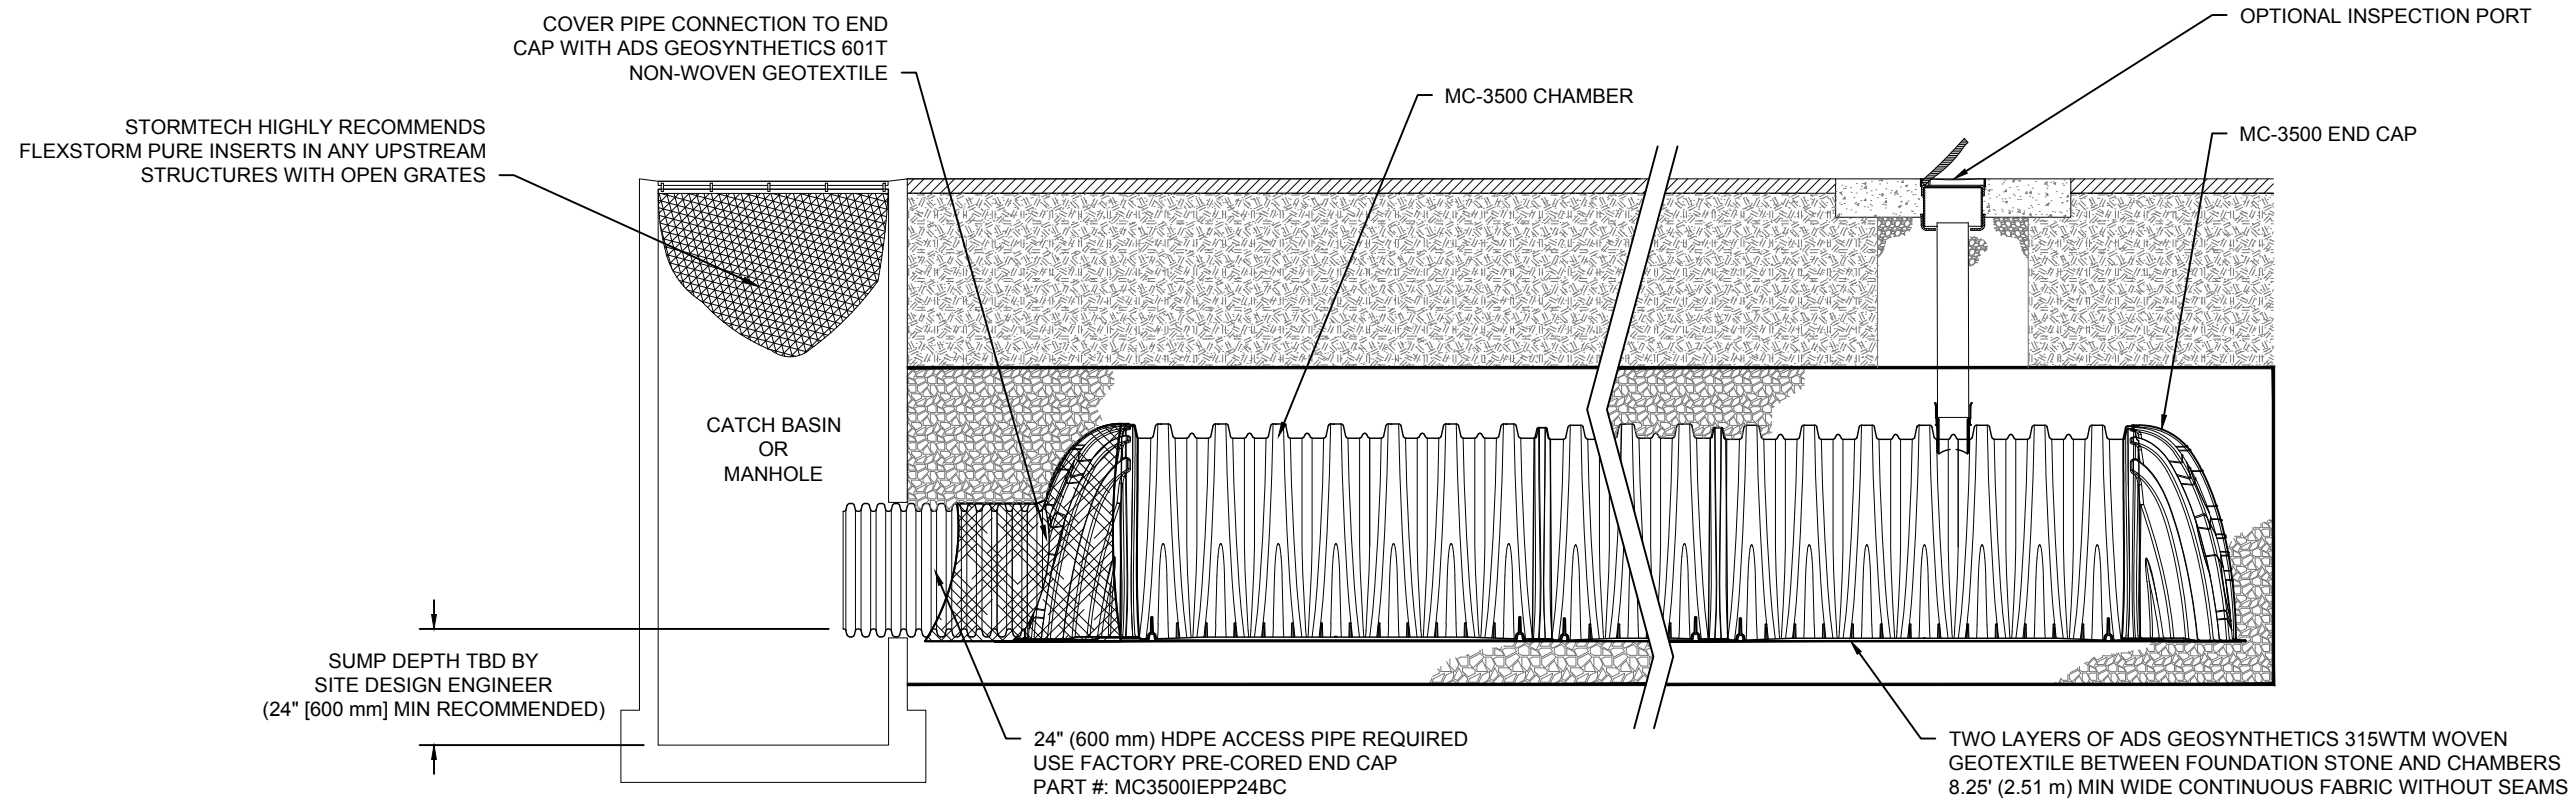 COVER PIPE CONNECTION TO END
CAP WITH ADS GEOSYNTHETICS 601T
NON-WOVEN GEOTEXTILE
OPTIONAL INSPECTION PORT
MC-3500 CHAMBER
STORMTECH HIGHLY RECOMMENDS
FLEXSTORM PURE INSERTS IN ANY UPSTREAM
STRUCTURES WITH OPEN GRATES
MC-3500 END CAP
CATCH BASIN
OR
MANHOLE
SUMP DEPTH TBD BY
SITE DESIGN ENGINEER
(24" [600 mm] MIN RECOMMENDED)
24" (600 mm) HDPE ACCESS PIPE REQUIRED
USE FACTORY PRE-CORED END CAP
PART #: MC3500IEPP24BC
TWO LAYERS OF ADS GEOSYNTHETICS 315WTM WOVEN
GEOTEXTILE BETWEEN FOUNDATION STONE AND CHAMBERS
8.25' (2.51 m) MIN WIDE CONTINUOUS FABRIC WITHOUT SEAMS